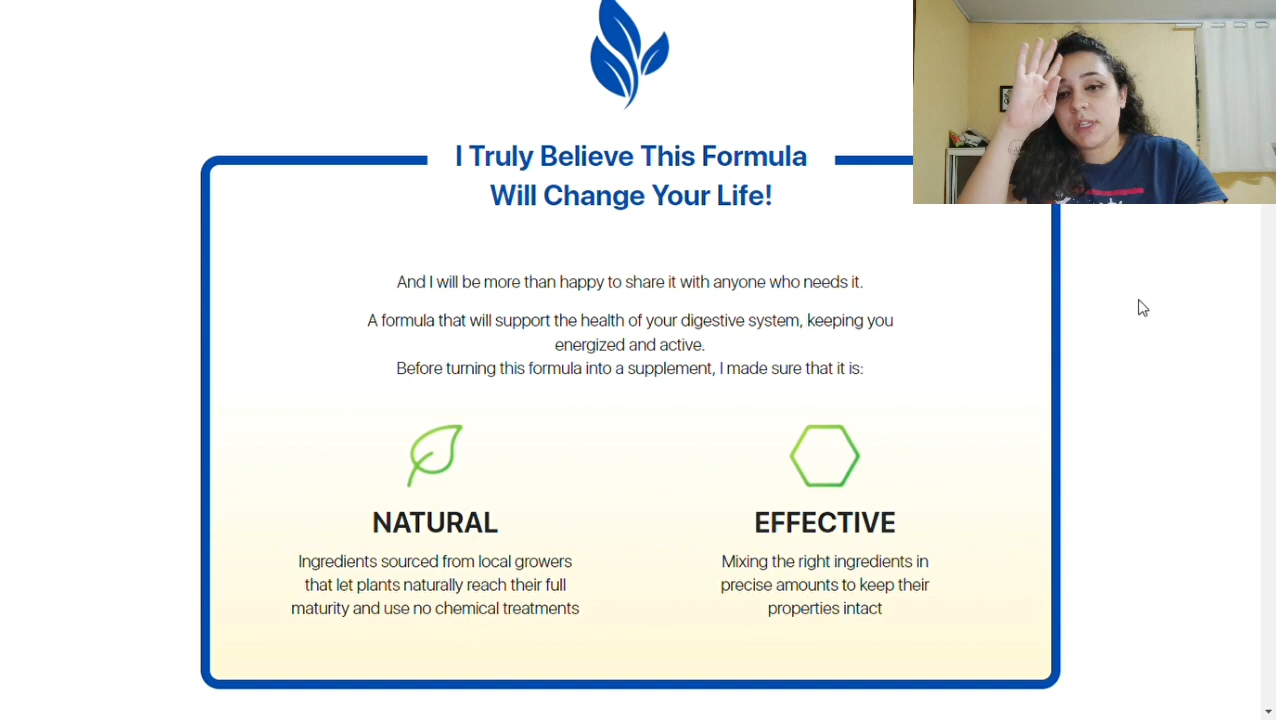 I Truly Believe This Formula
Will Change Your Life!
And I will be more than happy to share it with anyone who needs it.
A formula that will support the health of your digestive system, keeping you
energized and active.
Before turning this formula into a supplement, I made sure that it is:
NATURAL
Ingredients sourced from local growers
that let plants naturally reach their full
maturity and use no chemical treatments
EFFECTIVE
Mixing the right ingredients in
precise amounts to keep their
properties intact